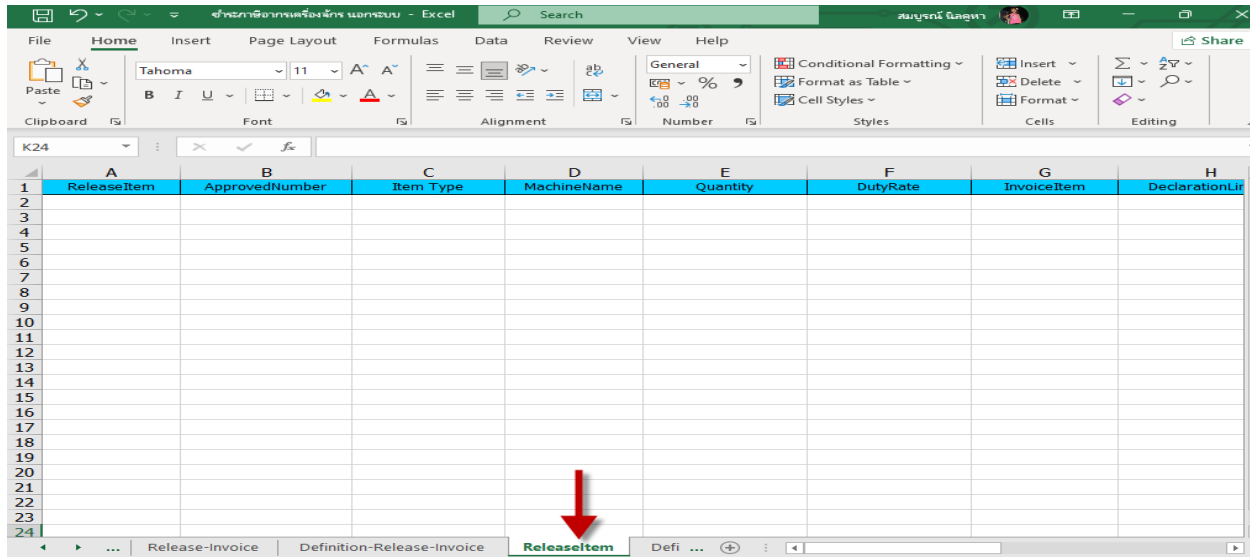 ชำระภาษีอากรเครื่องจักร นอกระบบ - Excel
Search
สมบูรณ์ นิลดูหา
File Home Insert Page Layout Formulas Data Review View Help Share
Paste
Tahoma 11 A^ A˅ ab c General Conditional Formatting Insert Σ
B I U A % 9 Format as Table Delete
Cell Styles Format
Clipboard Font Alignment Number Styles Cells Editing
K24 fx
A B C D E F G H
1 ReleaseItem ApprovedNumber Item Type MachineName Quantity DutyRate InvoiceItem DeclarationLin
2
3
4
5
6
7
8
9
10
11
12
13
14
15
16
17
18
19
20
21
22
23
24
... Release-Invoice Definition-Release-Invoice ReleaseItem Defi ...